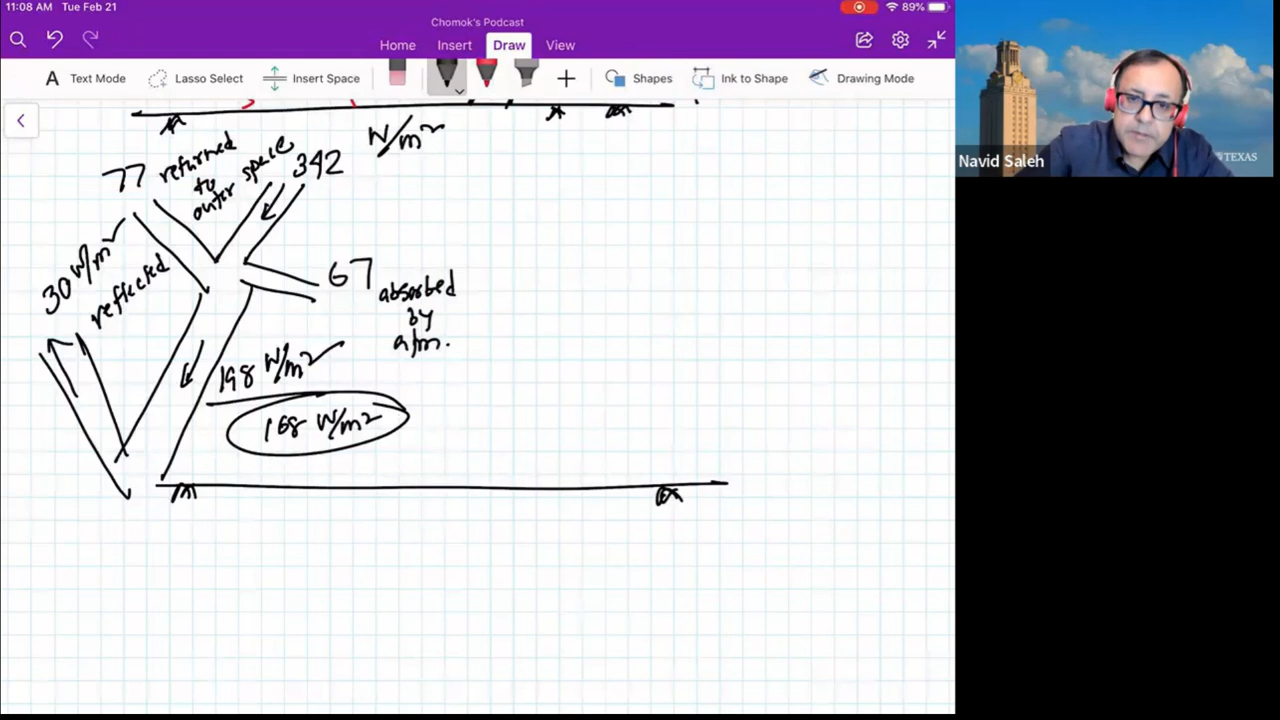 11:08 AM Tue Feb 21
89%
Chomok's Podcast
Home Insert Draw View
Text Mode Lasso Select Insert Space Shapes Ink to Shape Drawing Mode
W/m²
77 returned
to
outer space
342
30 W/m²
reflected
67 absorbed
by
atm.
198 W/m²
168 W/m²
Navid Saleh
TEXAS